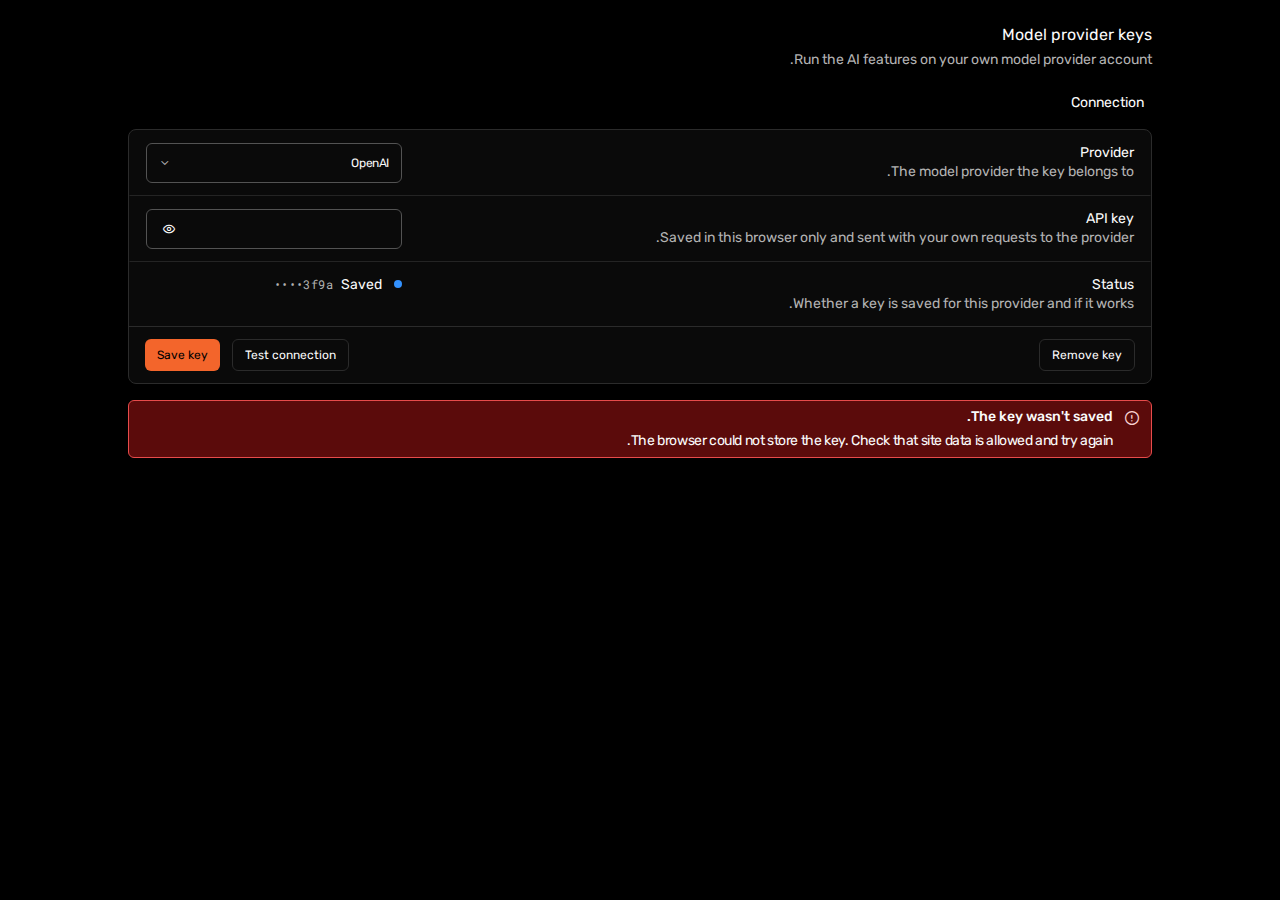 Model provider keys
.Run the AI features on your own model provider account
Connection
Provider
.The model provider the key belongs to
OpenAI
API key
.Saved in this browser only and sent with your own requests to the provider
Status
.Whether a key is saved for this provider and if it works
Saved ····3f9a
Remove key
Test connection
Save key
.The key wasn't saved
.The browser could not store the key. Check that site data is allowed and try again